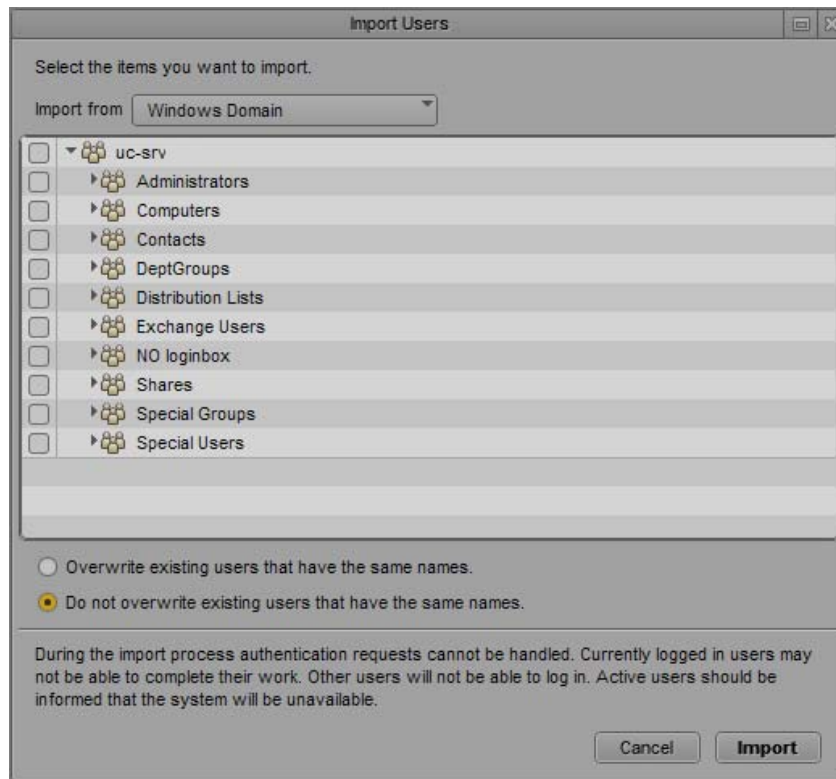 Import Users
Select the items you want to import.
Import from Windows Domain
uc-srv
Administrators
Computers
Contacts
DeptGroups
Distribution Lists
Exchange Users
NO loginbox
Shares
Special Groups
Special Users
Overwrite existing users that have the same names.
Do not overwrite existing users that have the same names.
During the import process authentication requests cannot be handled. Currently logged in users may
not be able to complete their work. Other users will not be able to log in. Active users should be
informed that the system will be unavailable.
Cancel Import